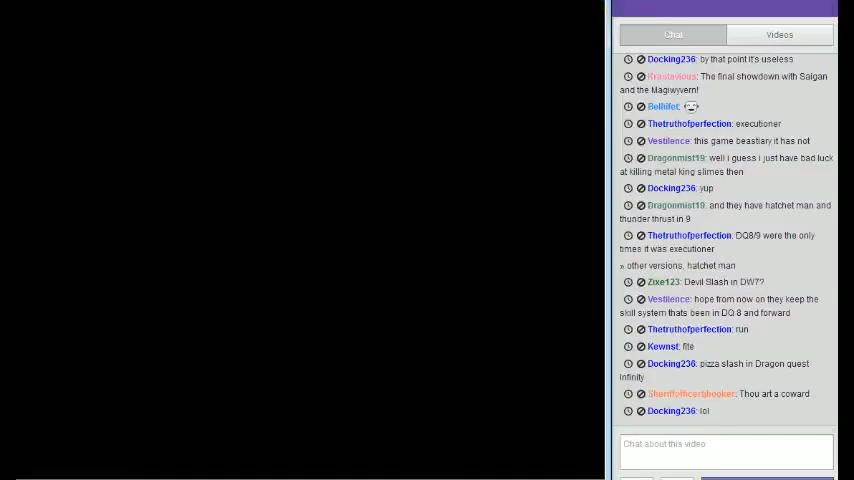 Chat
Videos
Docking236: by that point it's useless
Krastavious: The final showdown with Saigan
and the Magiwyvern!
Belhifet:
Thetruthofperfection: executioner
Vestilence: this game beastiary it has not
Dragonmist19: well i guess i just have bad luck
at killing metal king slimes then
Docking236: yup
Dragonmist19: and they have hatchet man and
thunder thrust in 9
Thetruthofperfection: DQ8/9 were the only
times it was executioner
» other versions, hatchet man
Zixe123: Devil Slash in DW7?
Vestilence: hope from now on they keep the
skill system thats been in DQ 8 and forward
Thetruthofperfection: run
Kewnst: fite
Docking236: pizza slash in Dragon quest
Infinity
Sheriffofficertjhooker: Thou art a coward
Docking236: lol
Chat about this video